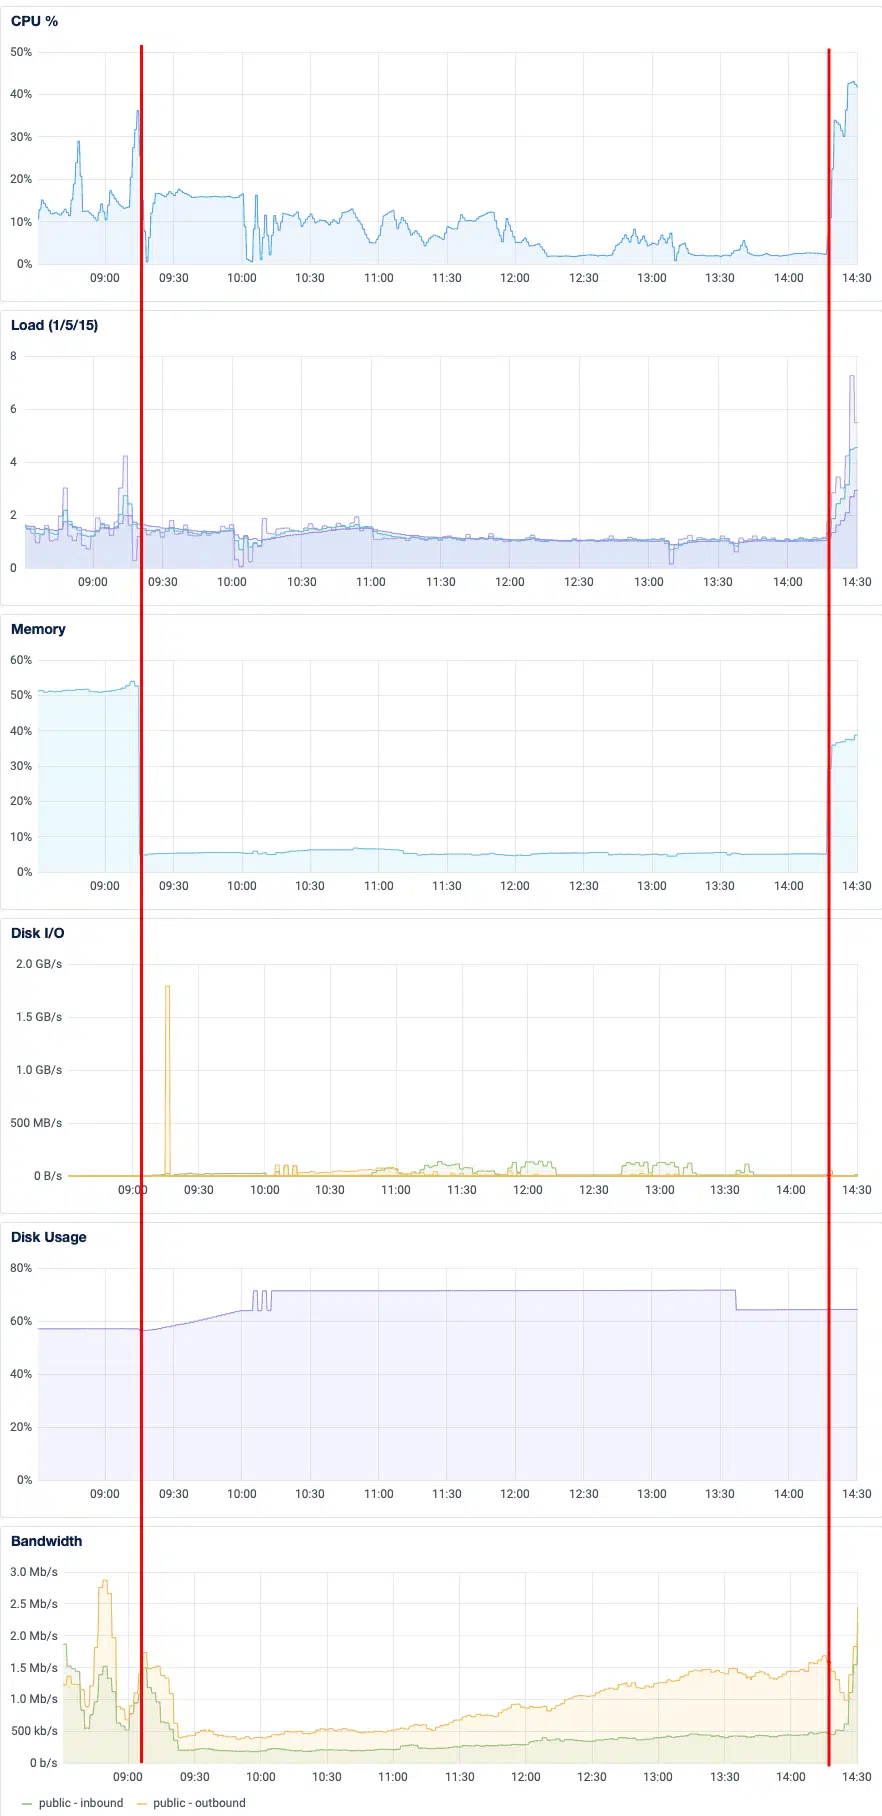 CPU %
50%
40%
30%
20%
10%
0%
09:00 09:30 10:00 10:30 11:00 11:30 12:00 12:30 13:00 13:30 14:00 14:30
Load (1/5/15)
8
6
4
2
0
09:00 09:30 10:00 10:30 11:00 11:30 12:00 12:30 13:00 13:30 14:00 14:30
Memory
60%
50%
40%
30%
20%
10%
0%
09:00 09:30 10:00 10:30 11:00 11:30 12:00 12:30 13:00 13:30 14:00 14:30
Disk I/O
2.0 GB/s
1.5 GB/s
1.0 GB/s
500 MB/s
0 B/s
09:00 09:30 10:00 10:30 11:00 11:30 12:00 12:30 13:00 13:30 14:00 14:30
Disk Usage
80%
60%
40%
20%
0%
09:00 09:30 10:00 10:30 11:00 11:30 12:00 12:30 13:00 13:30 14:00 14:30
Bandwidth
3.0 Mb/s
2.5 Mb/s
2.0 Mb/s
1.5 Mb/s
1.0 Mb/s
500 kb/s
0 b/s
09:00 09:30 10:00 10:30 11:00 11:30 12:00 12:30 13:00 13:30 14:00 14:30
public - inbound public - outbound